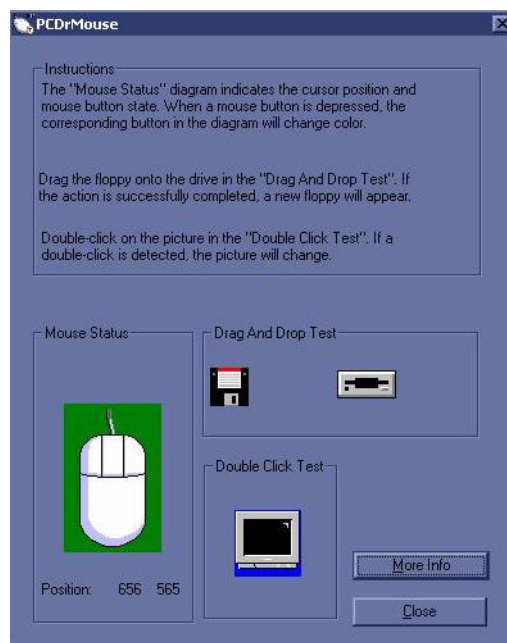 PCDrMouse
Instructions
The "Mouse Status" diagram indicates the cursor position and
mouse button state. When a mouse button is depressed, the
corresponding button in the diagram will change color.
Drag the floppy onto the drive in the "Drag And Drop Test". If
the action is successfully completed, a new floppy will appear.
Double-click on the picture in the "Double Click Test". If a
double-click is detected, the picture will change.
Mouse Status
Drag And Drop Test
Double Click Test
Position: 656 565
More Info
Close